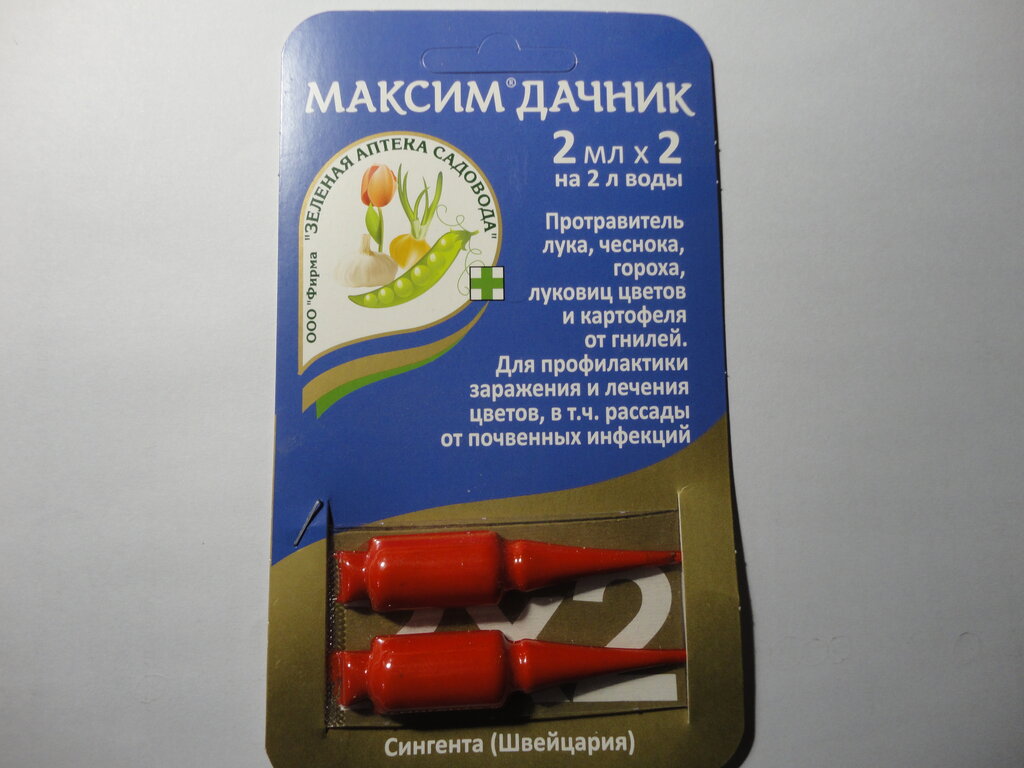 МАКСИМ® ДАЧНИК
ООО "Фирма "ЗЕЛЕНАЯ АПТЕКА САДОВОДА"
2 мл х 2
на 2 л воды
Протравитель
лука, чеснока,
гороха,
луковиц цветов
и картофеля
от гнилей.
Для профилактики
заражения и лечения
цветов, в т.ч. рассады
от почвенных инфекций
2х2
Сингента (Швейцария)